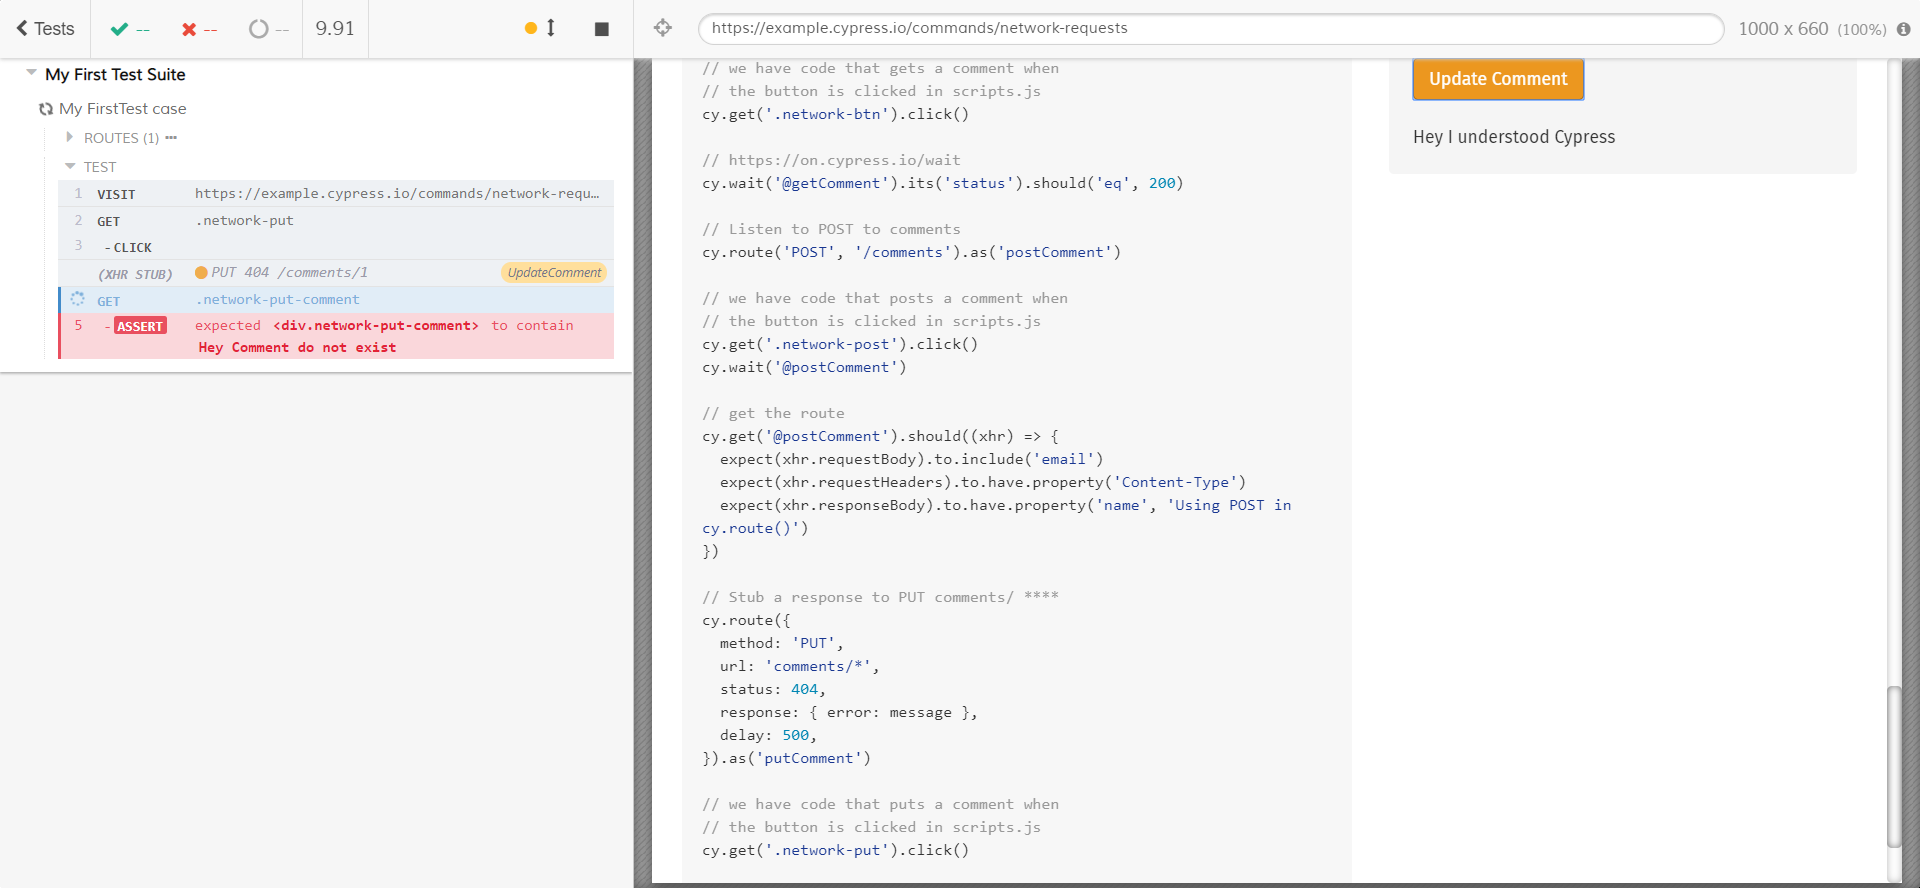 Tests -- -- -- 9.91
https://example.cypress.io/commands/network-requests
1000 x 660 (100%)
My First Test Suite
My FirstTest case
ROUTES (1)
TEST
1 VISIT https://example.cypress.io/commands/network-requ...
2 GET .network-put
3 -CLICK
(XHR STUB) PUT 404 /comments/1 UpdateComment
GET .network-put-comment
5 -ASSERT expected <div.network-put-comment> to contain
Hey Comment do not exist
// we have code that gets a comment when
// the button is clicked in scripts.js
cy.get('.network-btn').click()
// https://on.cypress.io/wait
cy.wait('@getComment').its('status').should('eq', 200)
// Listen to POST to comments
cy.route('POST', '/comments').as('postComment')
// we have code that posts a comment when
// the button is clicked in scripts.js
cy.get('.network-post').click()
cy.wait('@postComment')
// get the route
cy.get('@postComment').should((xhr) => {
expect(xhr.requestBody).to.include('email')
expect(xhr.requestHeaders).to.have.property('Content-Type')
expect(xhr.responseBody).to.have.property('name', 'Using POST in
cy.route()')
})
// Stub a response to PUT comments/ ****
cy.route({
method: 'PUT',
url: 'comments/*',
status: 404,
response: { error: message },
delay: 500,
}).as('putComment')
// we have code that puts a comment when
// the button is clicked in scripts.js
cy.get('.network-put').click()
Update Comment
Hey I understood Cypress